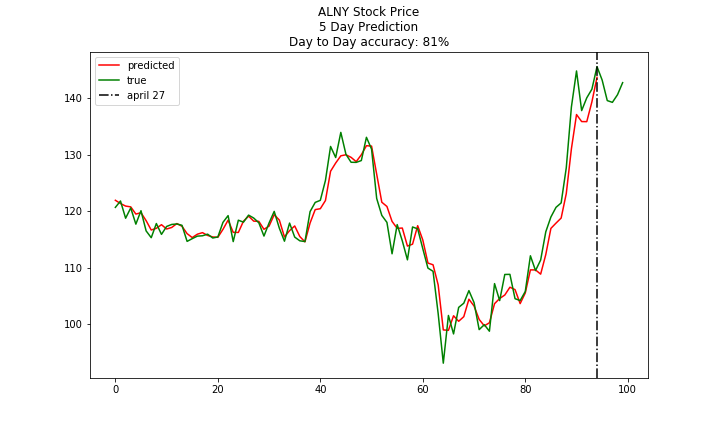 ALNY Stock Price
5 Day Prediction
Day to Day accuracy: 81%
predicted
true
april 27
140
130
120
110
100
0
20
40
60
80
100